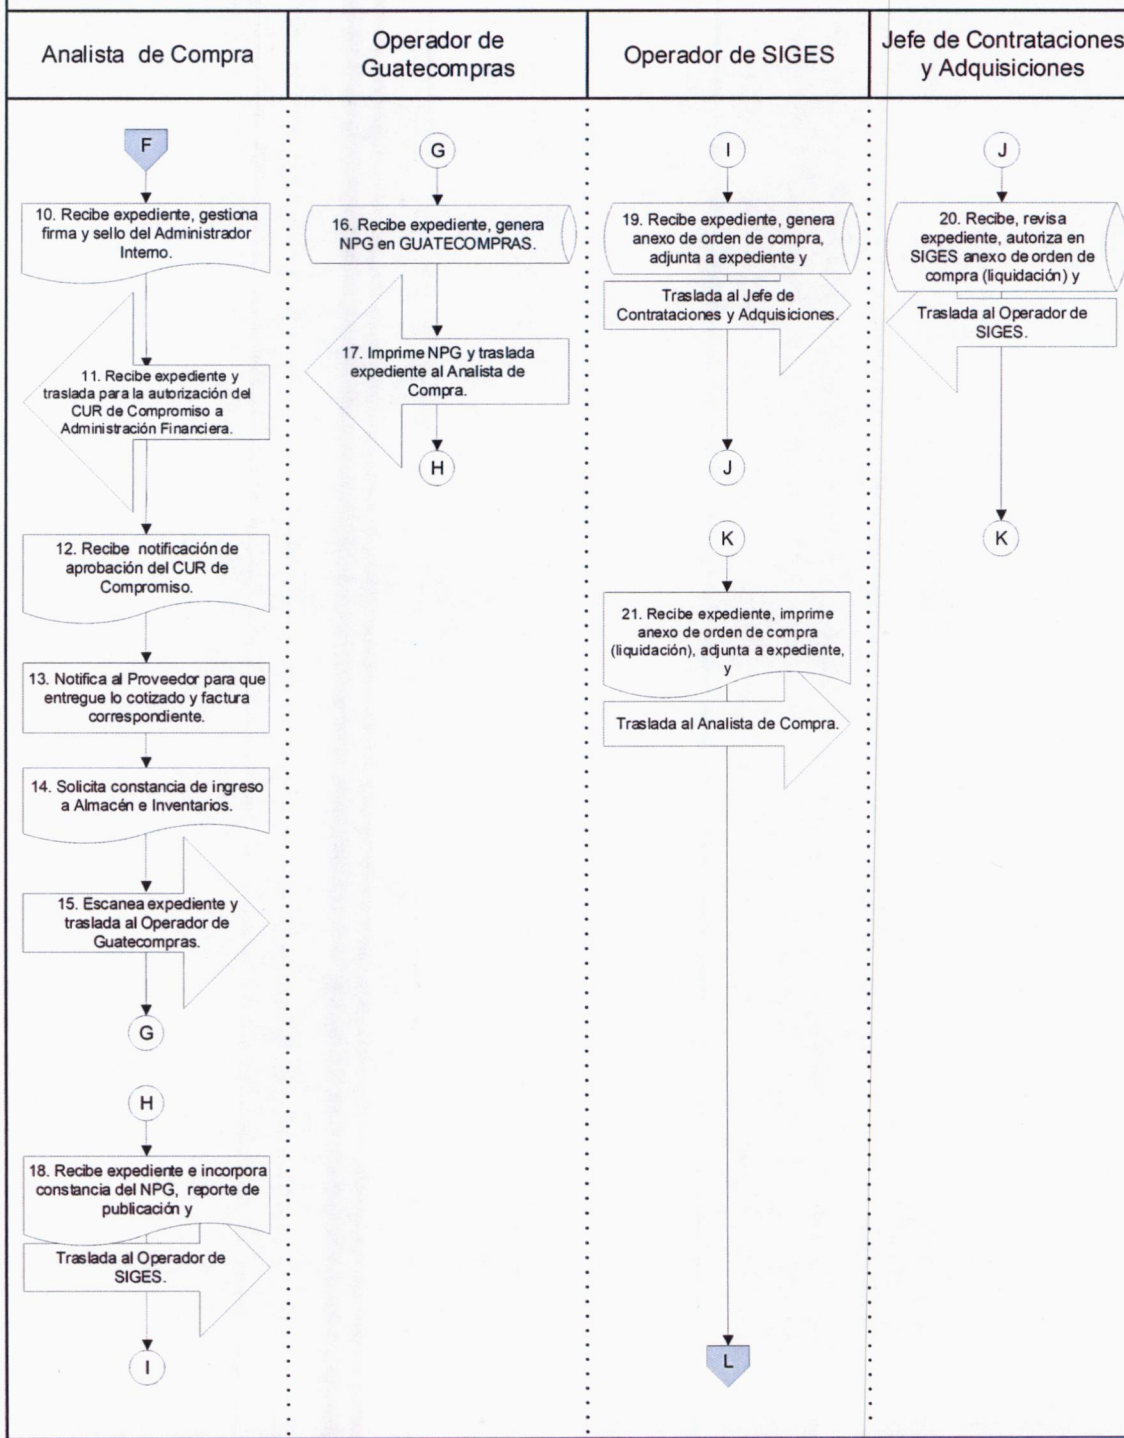 Analista de Compra
Operador de
Guatecompras
Operador de SIGES
Jefe de Contrataciones
y Adquisiciones
F
10. Recibe expediente, gestiona
firma y sello del Administrador
Interno.
11. Recibe expediente y
traslada para la autorización del
CUR de Compromiso a
Administración Financiera.
12. Recibe notificación de
aprobación del CUR de
Compromiso.
13. Notifica al Proveedor para que
entregue lo cotizado y factura
correspondiente.
14. Solicita constancia de ingreso
a Almacén e Inventarios.
15. Escanea expediente y
traslada al Operador de
Guatecompras.
G
H
18. Recibe expediente e incorpora
constancia del NPG, reporte de
publicación y
Traslada al Operador de
SIGES.
I
G
16. Recibe expediente, genera
NPG en GUATECOMPRAS.
17. Imprime NPG y traslada
expediente al Analista de
Compra.
H
I
19. Recibe expediente, genera
anexo de orden de compra,
adjunta a expediente y
Traslada al Jefe de
Contrataciones y Adquisiciones.
J
K
21. Recibe expediente, imprime
anexo de orden de compra
(liquidación), adjunta a expediente,
y
Traslada al Analista de Compra.
L
J
20. Recibe, revisa
expediente, autoriza en
SIGES anexo de orden de
compra (liquidación) y
Traslada al Operador de
SIGES.
K